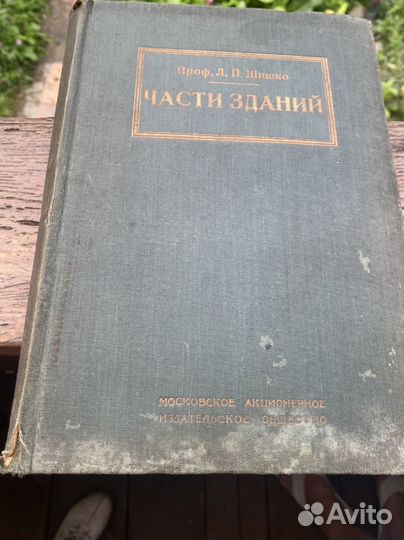 Проф. Л. П. Шишко
ЧАСТИ ЗДАНИЙ
МОСКОВСКОЕ АКЦИОНЕРНОЕ
ИЗДАТЕЛЬСКОЕ ОБЩЕСТВО
Avito